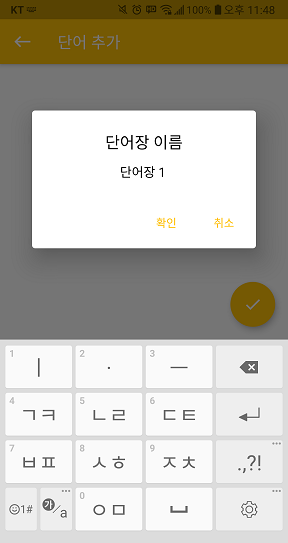 KT 100% 오후 11:48
단어 추가
단어장 이름
단어장 1
확인 취소
1 ㅣ 2 · 3 ㅡ
4 ㄱㅋ 5 ㄴㄹ 6 ㄷㅌ
7 ㅂㅍ 8 ㅅㅎ 9 ㅈㅊ .,?!
1# 가/a 0 ㅇㅁ